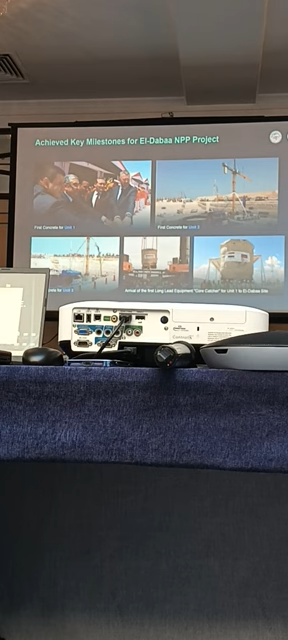 Achieved Key Milestones for El-Dabaa NPP Project
First Concrete for Unit 1
First Concrete for Unit
Arrival of the first Long Lead Equipment "Core Catcher" for Unit 1 to El-Dabaa Site